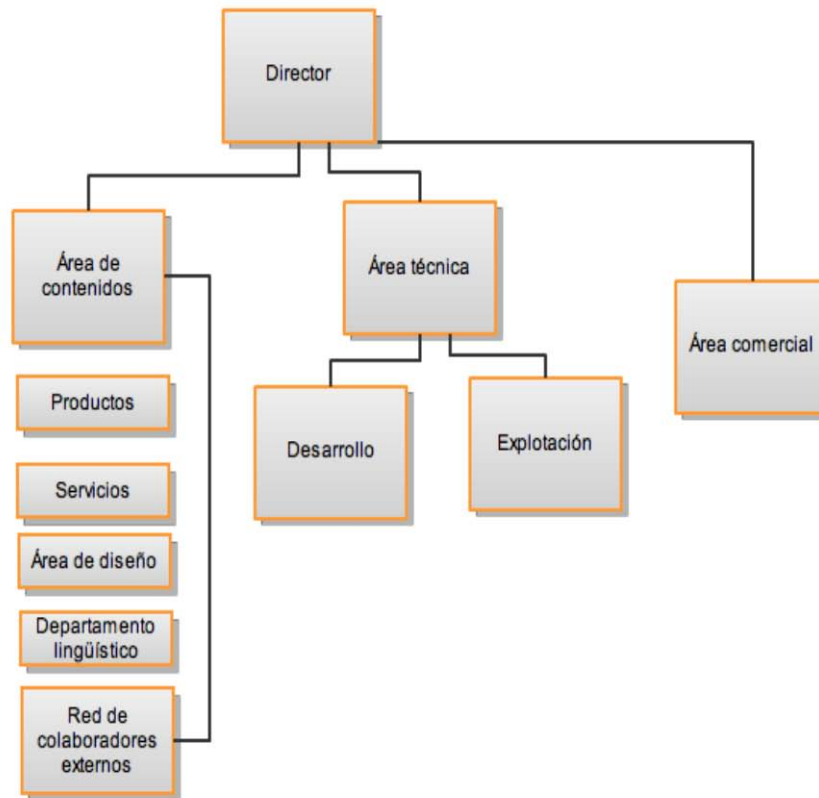 Director
Área de
contenidos
Área técnica
Área comercial
Productos
Desarrollo
Explotación
Servicios
Área de diseño
Departamento
lingüístico
Red de
colaboradores
externos